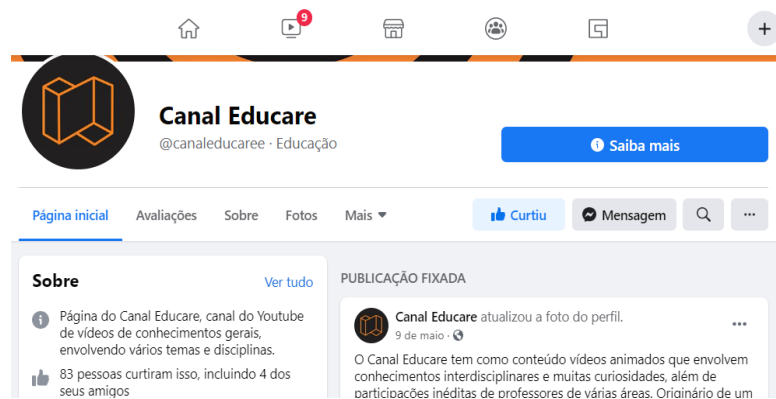 9
+
Canal Educare
@canaleducaree · Educação
Saiba mais
Página inicial Avaliações Sobre Fotos Mais Curtiu Mensagem ...
Sobre Ver tudo
Página do Canal Educare, canal do Youtube
de vídeos de conhecimentos gerais,
envolvendo vários temas e disciplinas.
83 pessoas curtiram isso, incluindo 4 dos
seus amigos
PUBLICAÇÃO FIXADA
Canal Educare atualizou a foto do perfil.
9 de maio ·
O Canal Educare tem como conteúdo vídeos animados que envolvem
conhecimentos interdisciplinares e muitas curiosidades, além de
participações inéditas de professores de várias áreas. Originário de um